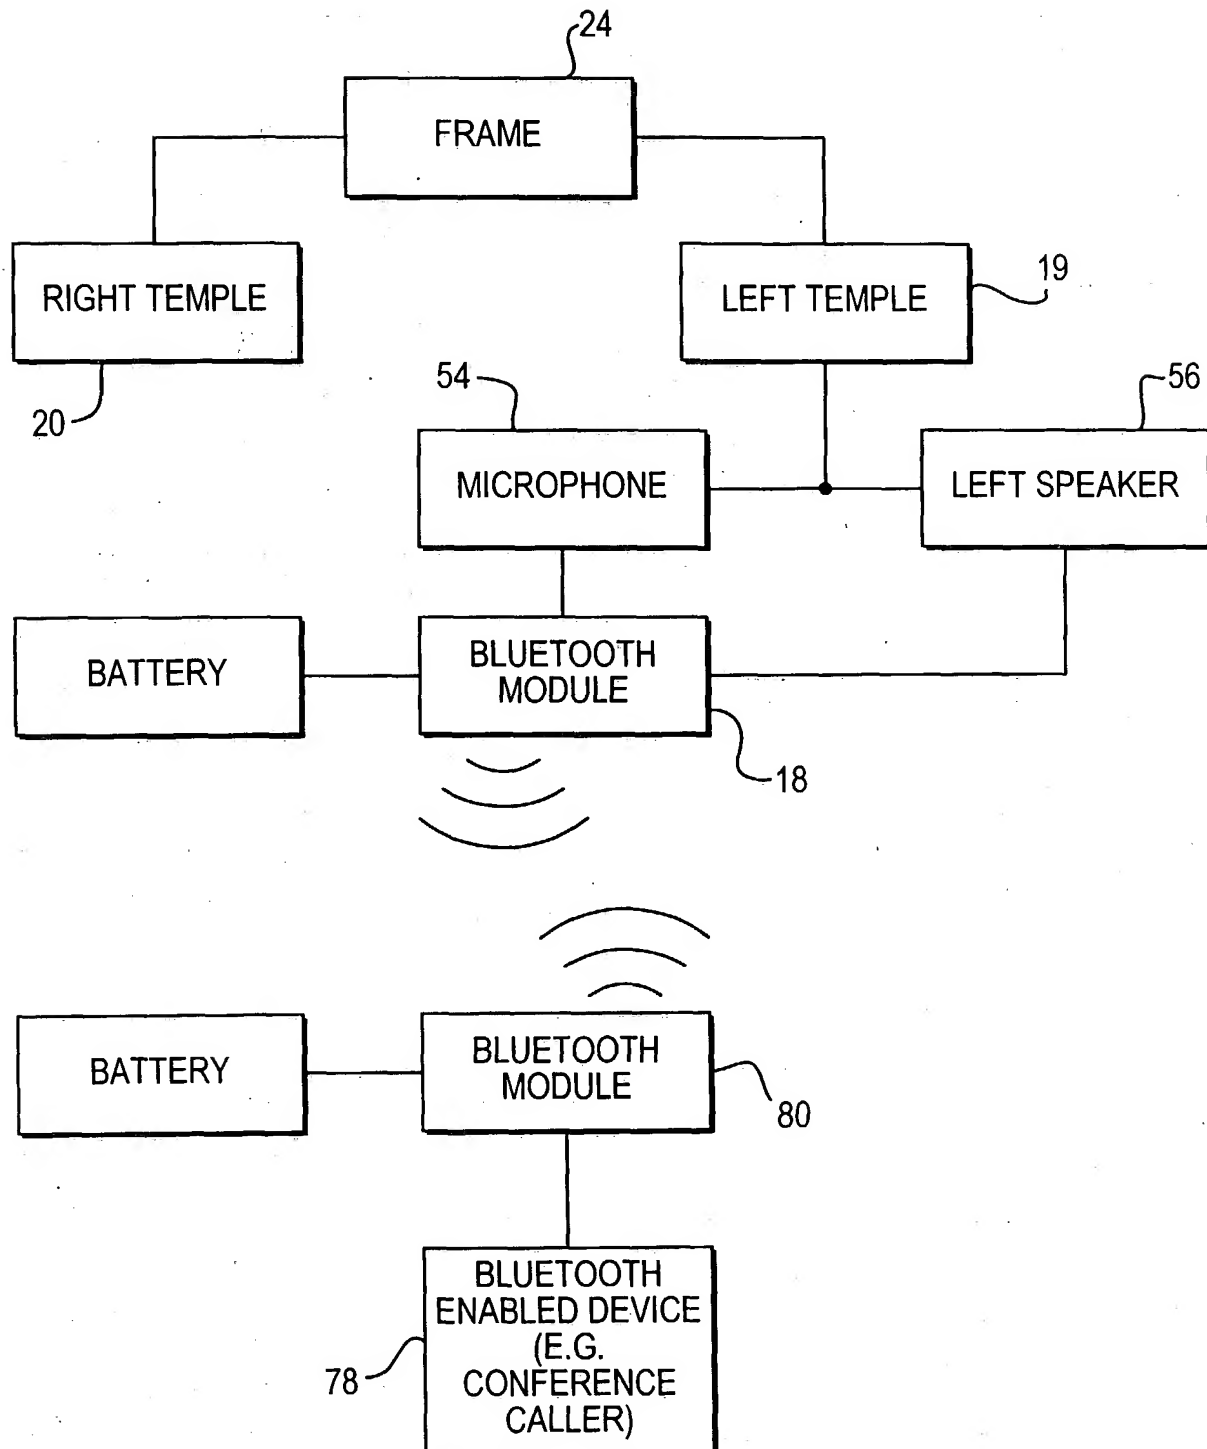 24
FRAME
RIGHT TEMPLE
LEFT TEMPLE
19
20
54
56
MICROPHONE
LEFT SPEAKER
BATTERY
BLUETOOTH
MODULE
18
BATTERY
BLUETOOTH
MODULE
80
BLUETOOTH
ENABLED DEVICE
(E.G.
CONFERENCE
CALLER)
78